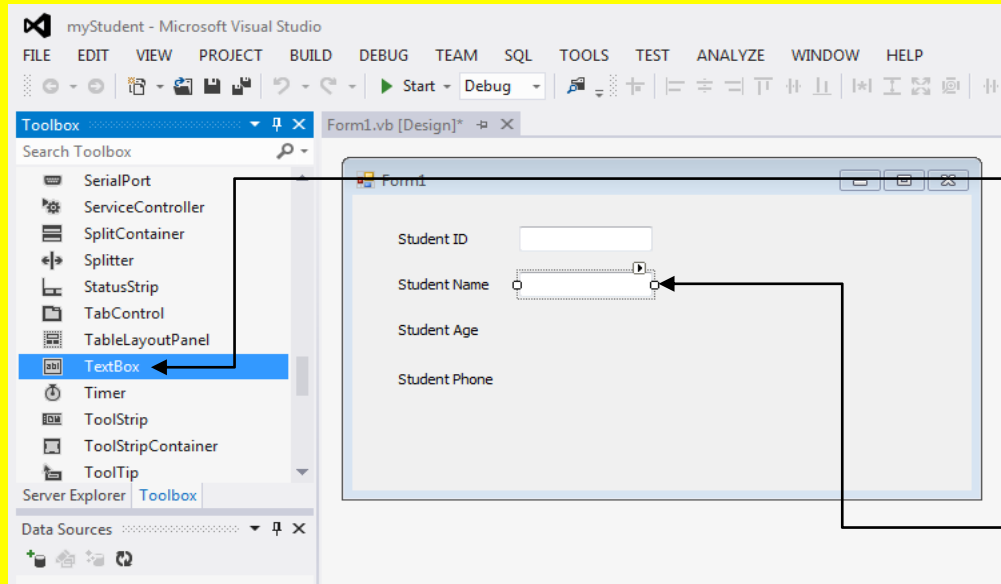 myStudent - Microsoft Visual Studio
FILE EDIT VIEW PROJECT BUILD DEBUG TEAM SQL TOOLS TEST ANALYZE WINDOW HELP
Start Debug
Toolbox
Form1.vb [Design]*
Search Toolbox
SerialPort
Form1
ServiceController
SplitContainer
Student ID
Splitter
StatusStrip
Student Name
TabControl
TableLayoutPanel
Student Age
abl TextBox
Timer
Student Phone
ToolStrip
ToolStripContainer
ToolTip
Server Explorer Toolbox
Data Sources